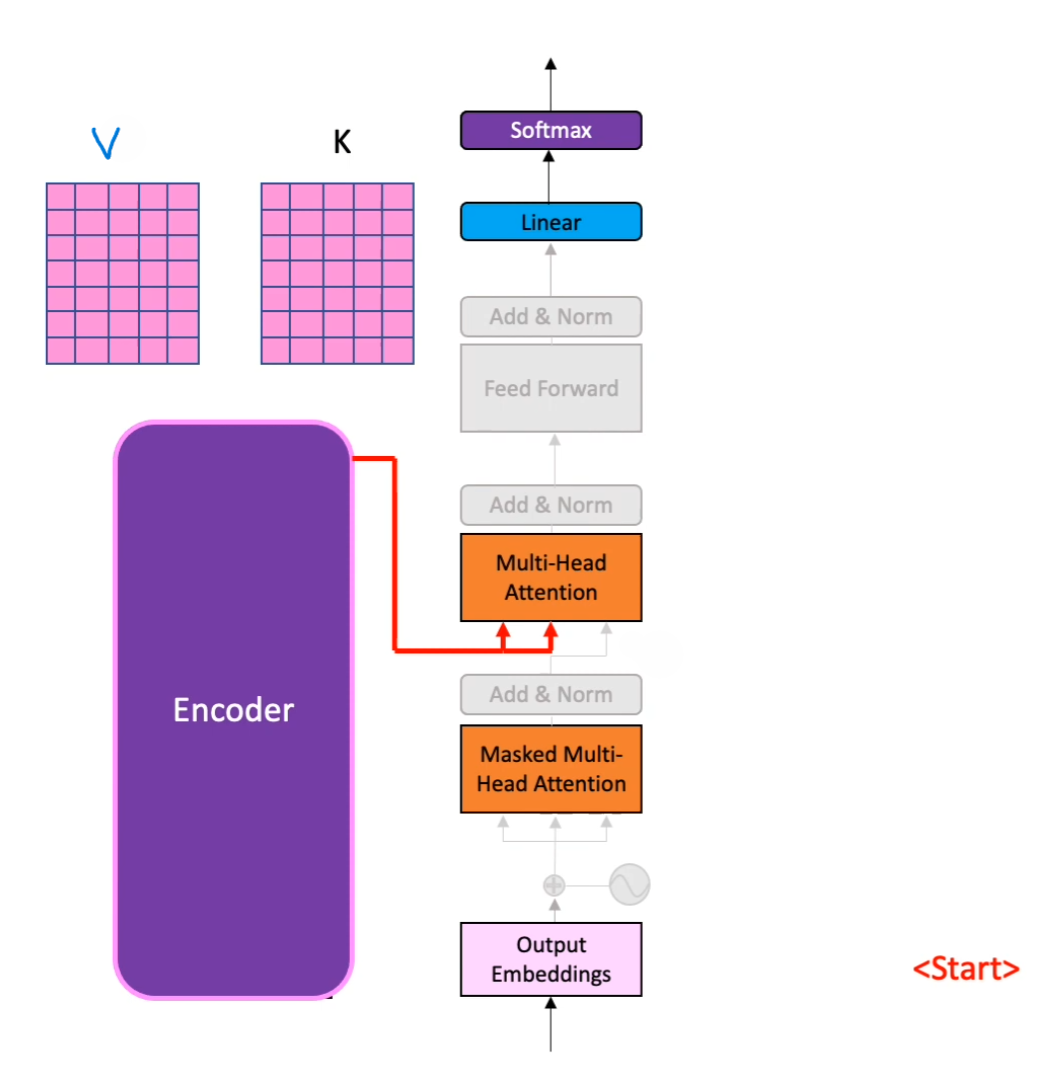 V
K
Softmax
Linear
Add & Norm
Feed Forward
Add & Norm
Multi-Head
Attention
Add & Norm
Encoder
Masked Multi-
Head Attention
Output
Embeddings
<Start>